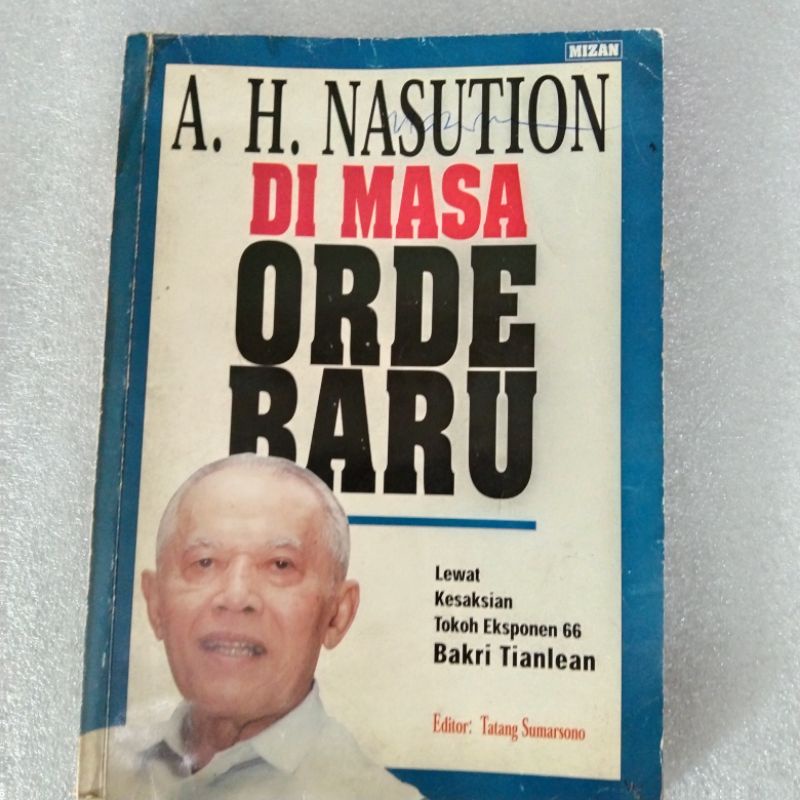 MIZAN
A. H. NASUTION
DI MASA
ORDE
BARU
Lewat
Kesaksian
Tokoh Eksponen 66
Bakri Tianlean
Editor: Tatang Sumarsono